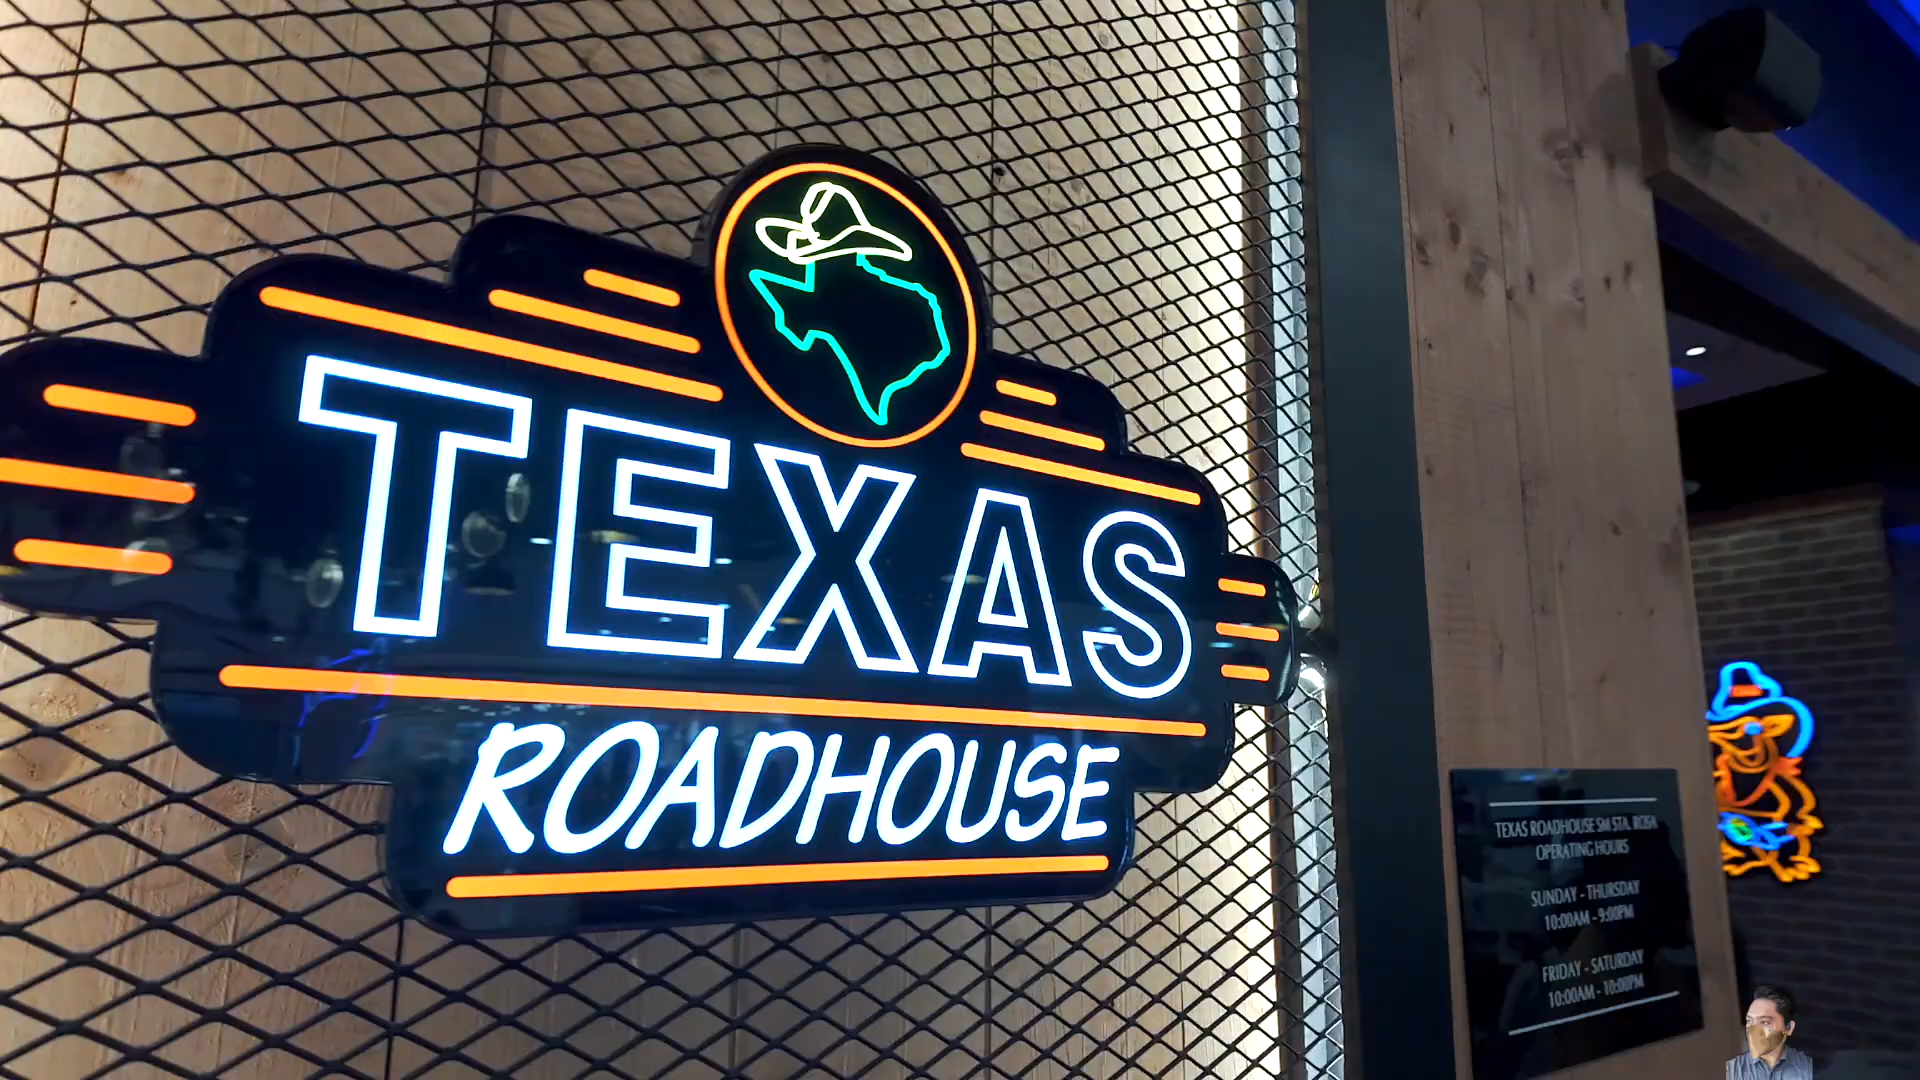 TEXAS
ROADHOUSE
TEXAS ROADHOUSE SM STA. ROSA
OPERATING HOURS
SUNDAY - THURSDAY
10:00AM - 9:00PM
FRIDAY - SATURDAY
10:00AM - 10:00PM